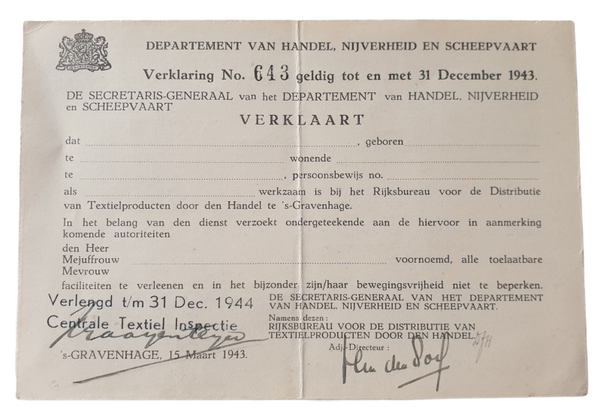 DEPARTEMENT VAN HANDEL, NIJVERHEID EN SCHEEPVAART
Verklaring No. 643 geldig tot en met 31 December 1943.
DE SECRETARIS-GENERAAL van het DEPARTEMENT van HANDEL, NIJVERHEID
en SCHEEPVAART
VERKLAART
dat , geboren
te wonende
te , persoonsbewijs no.
als werkzaam is bij het Rijksbureau voor de Distributie
van Textielproducten door den Handel te 's-Gravenhage.
In het belang van den dienst verzoekt ondergeteekende aan de hiervoor in aanmerking
komende autoriteiten
den Heer
Mejuffrouw voornoemd, alle toelaatbare
Mevrouw
faciliteiten te verleenen en in het bijzonder zijn/haar bewegingsvrijheid niet te beperken.
Verlengd t/m 31 Dec. 1944
Centrale Textiel Inspectie
's-GRAVENHAGE, 15 Maart 1943.
DE SECRETARIS-GENERAAL VAN HET DEPARTEMENT
VAN HANDEL, NIJVERHEID EN SCHEEPVAART.
Namens dezen:
RIJKSBUREAU VOOR DE DISTRIBUTIE VAN
TEXTIELPRODUCTEN DOOR DEN HANDEL
Adj.-Directeur: